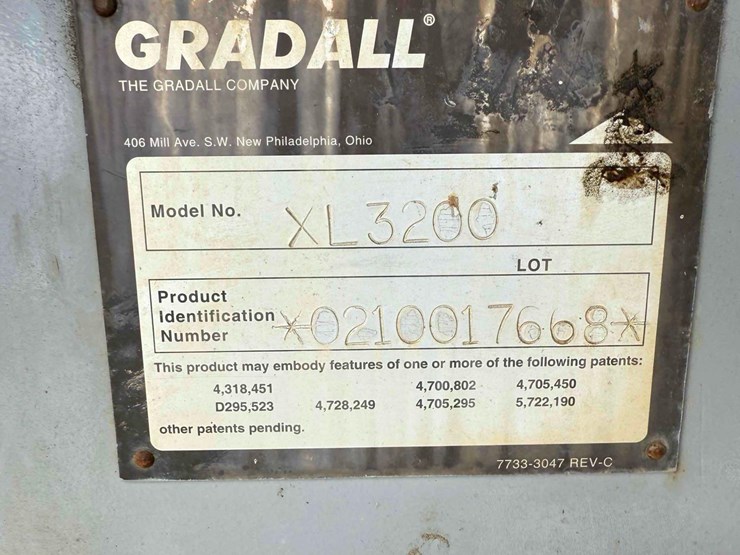 GRADALL®
THE GRADALL COMPANY
406 Mill Ave. S.W. New Philadelphia, Ohio
Model No. XL3200
LOT
Product
Identification
Number *0210017668*
This product may embody features of one or more of the following patents:
4,318,451 4,700,802 4,705,450
D295,523 4,728,249 4,705,295 5,722,190
other patents pending.
7733-3047 REV-C